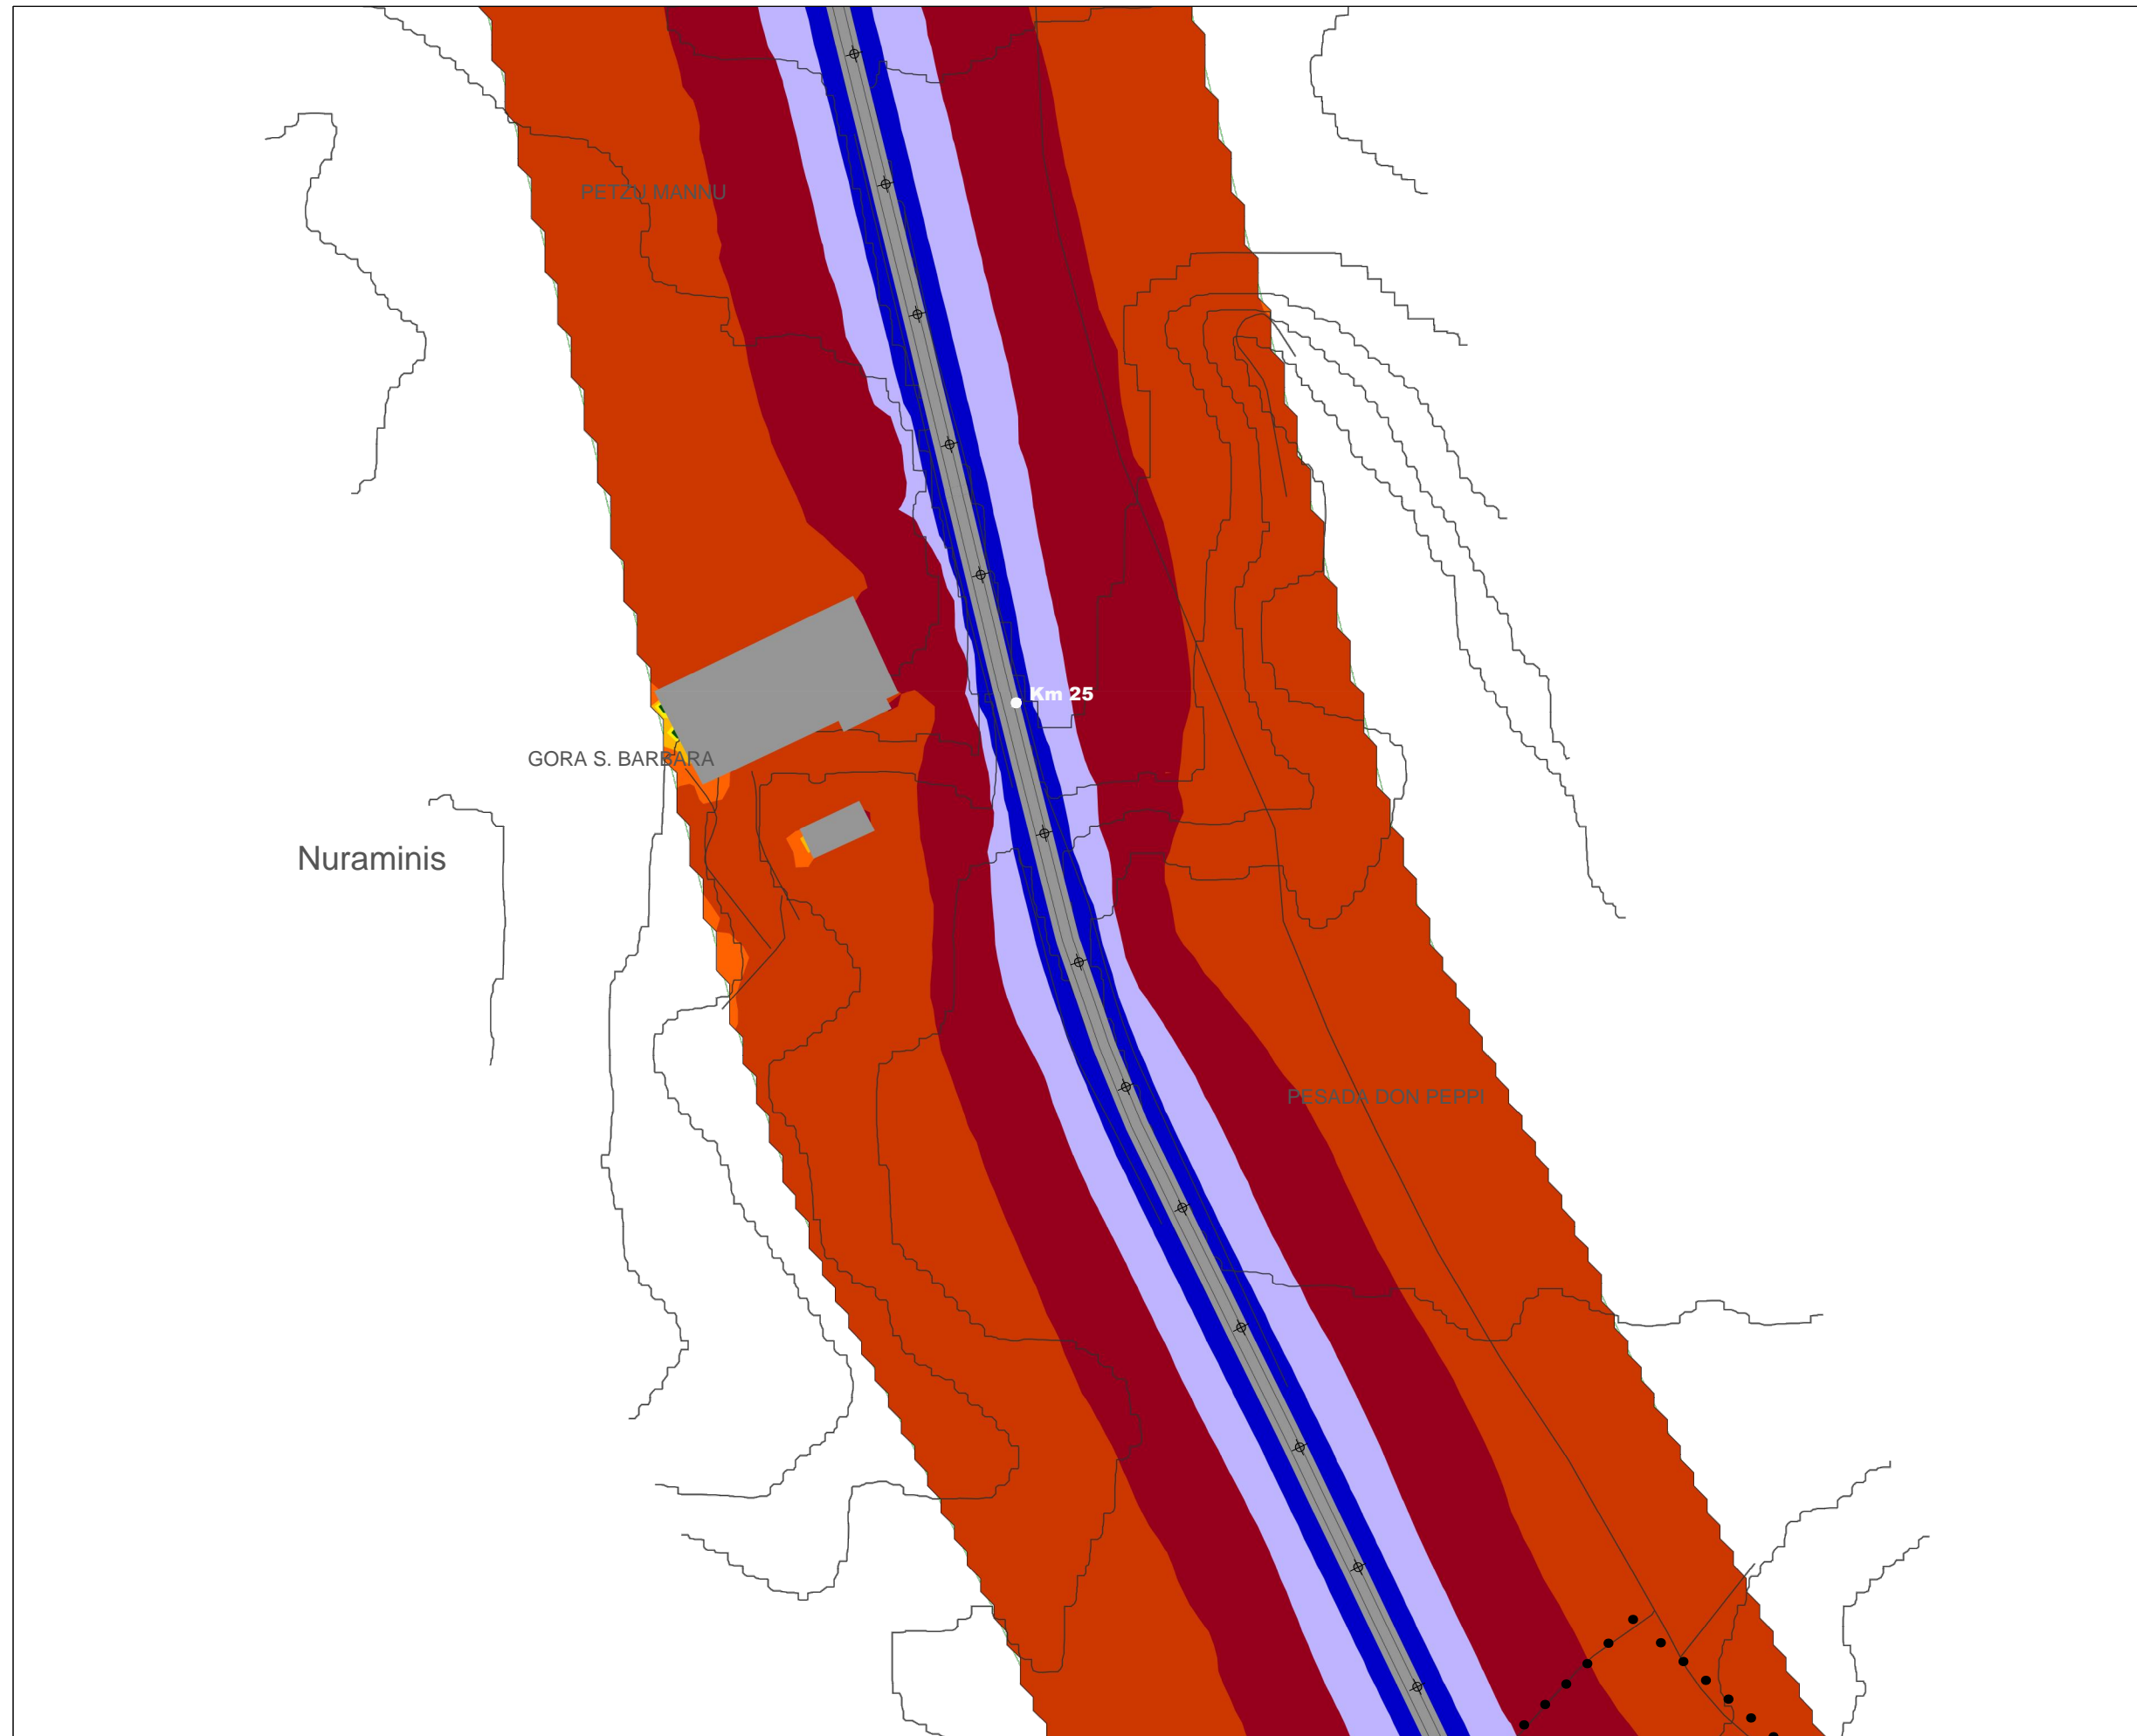 PETZU MANNU
Km 25
GORA S. BARBARA
Nuraminis
PESADA DON PEPPI